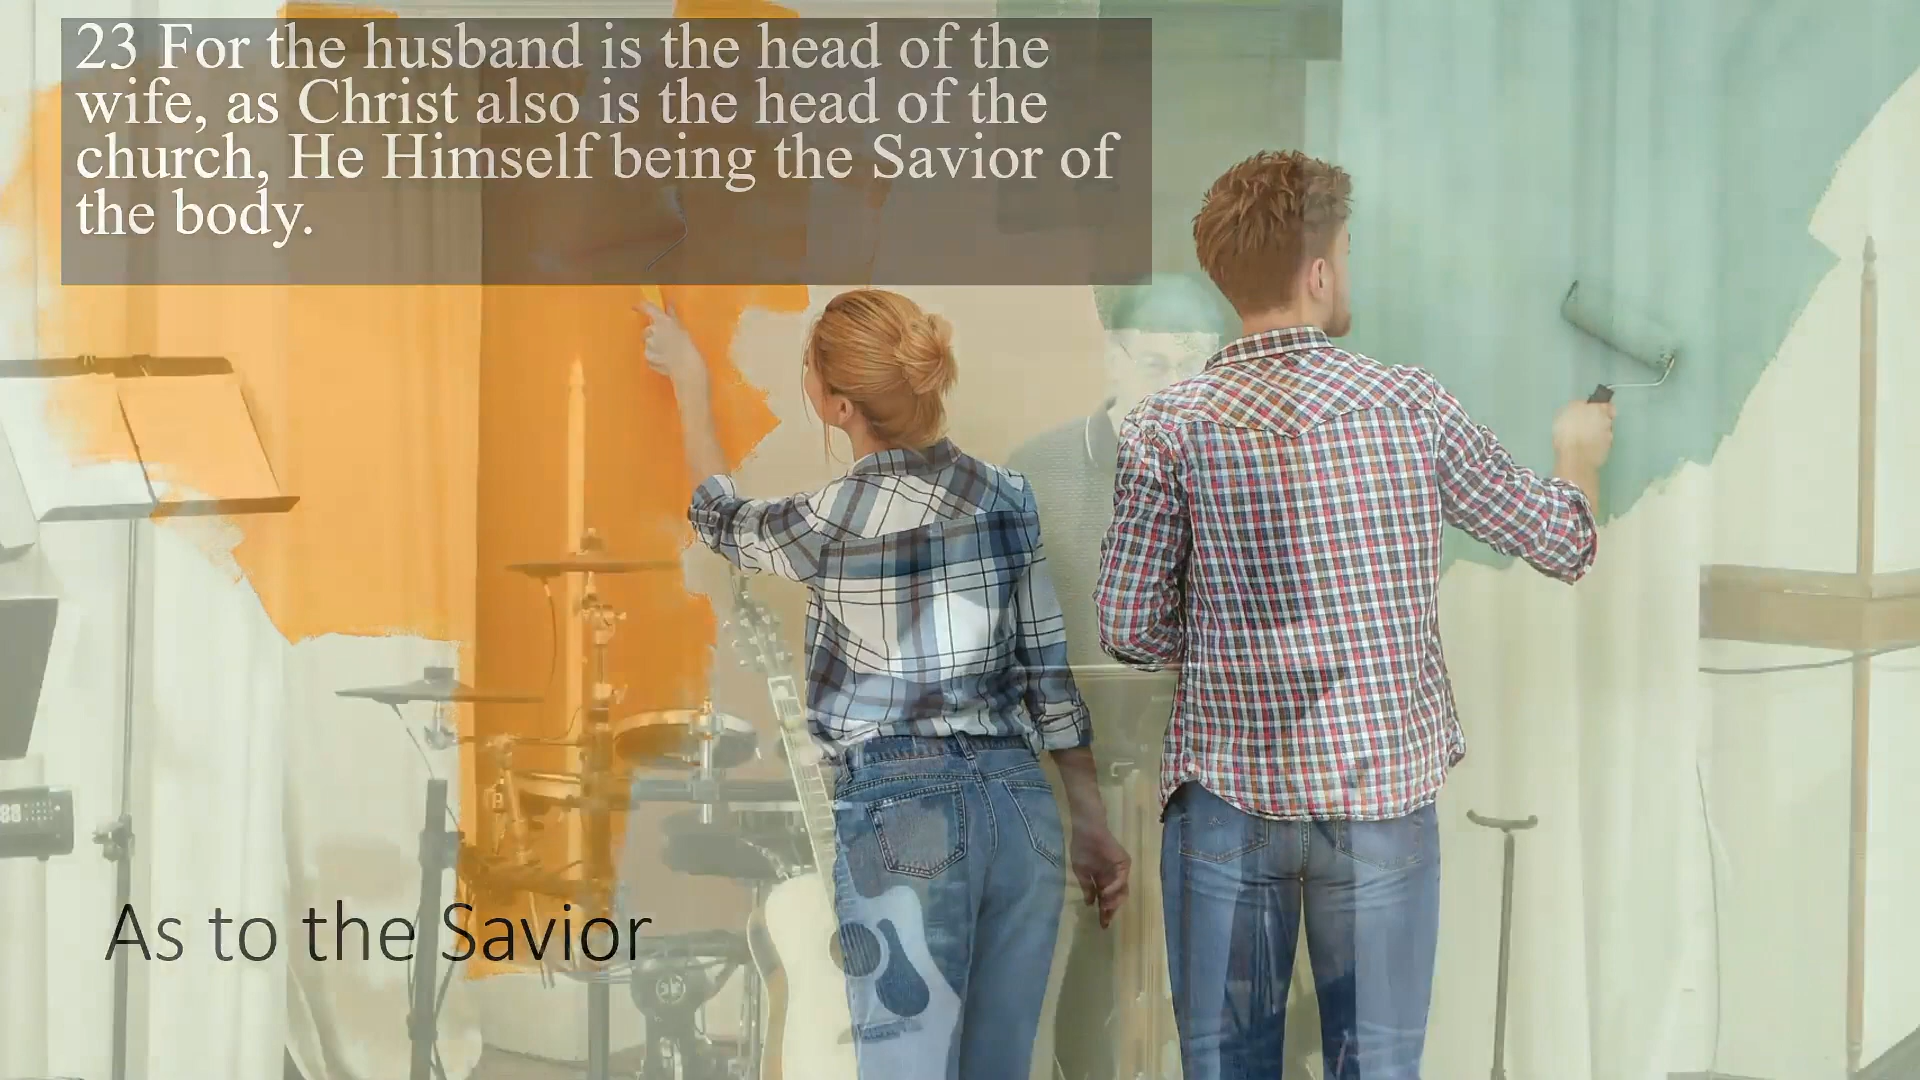 23 For the husband is the head of the
wife, as Christ also is the head of the
church, He Himself being the Savior of
the body.
As to the Savior